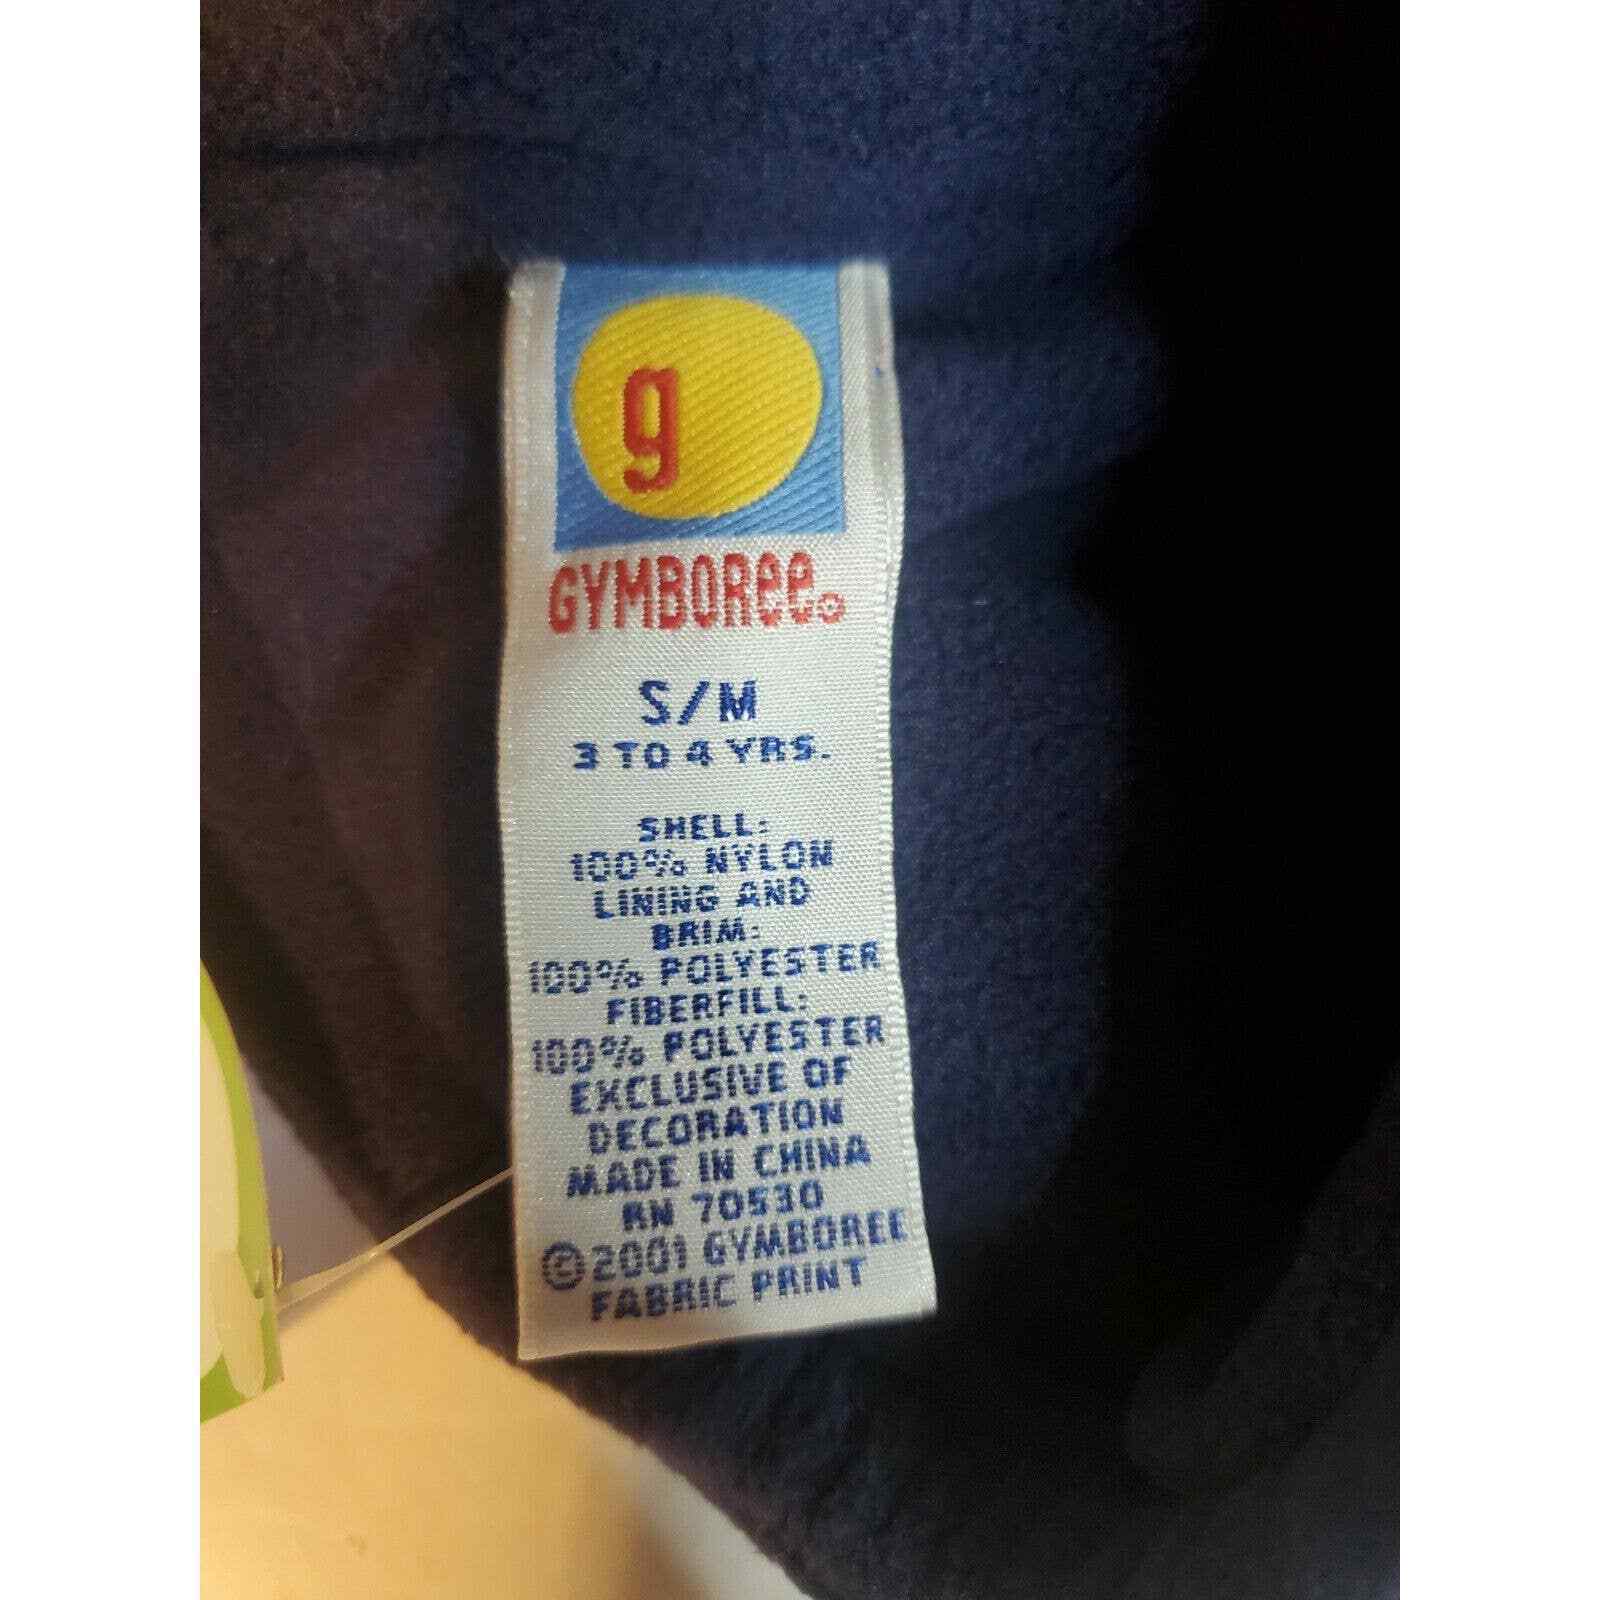 g
GYMBOREE®
S/M
3 TO 4 YRS.
SHELL:
100% NYLON
LINING AND
BRIM:
100% POLYESTER
FIBERFILL:
100% POLYESTER
EXCLUSIVE OF
DECORATION
MADE IN CHINA
RN 70530
©2001 GYMBOREE
FABRIC PRINT